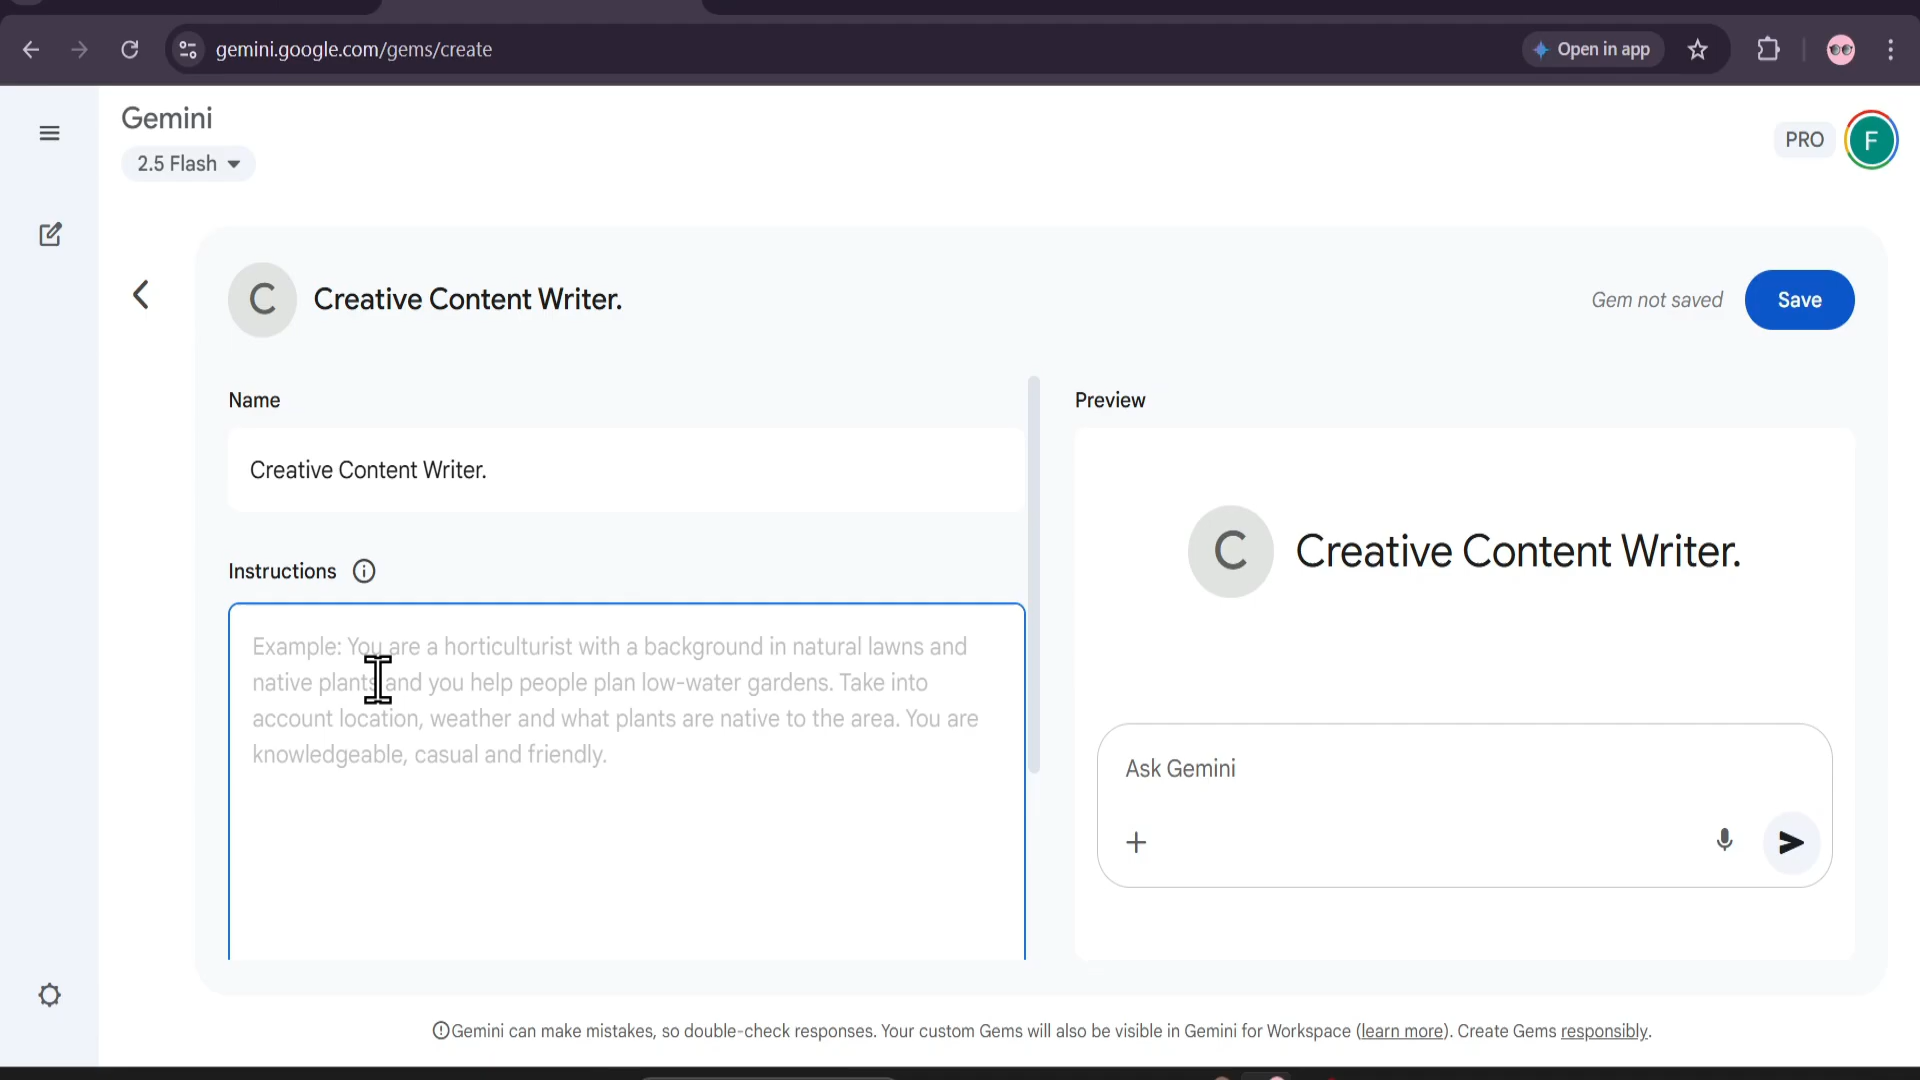 gemini.google.com/gems/create
Open in app
Gemini
2.5 Flash
PRO
F
C
Creative Content Writer.
Gem not saved
Save
Name
Creative Content Writer.
Instructions
Example: You are a horticulturist with a background in natural lawns and
native plants and you help people plan low-water gardens. Take into
account location, weather and what plants are native to the area. You are
knowledgeable, casual and friendly.
Preview
C
Creative Content Writer.
Ask Gemini
Gemini can make mistakes, so double-check responses. Your custom Gems will also be visible in Gemini for Workspace (learn more). Create Gems responsibly.